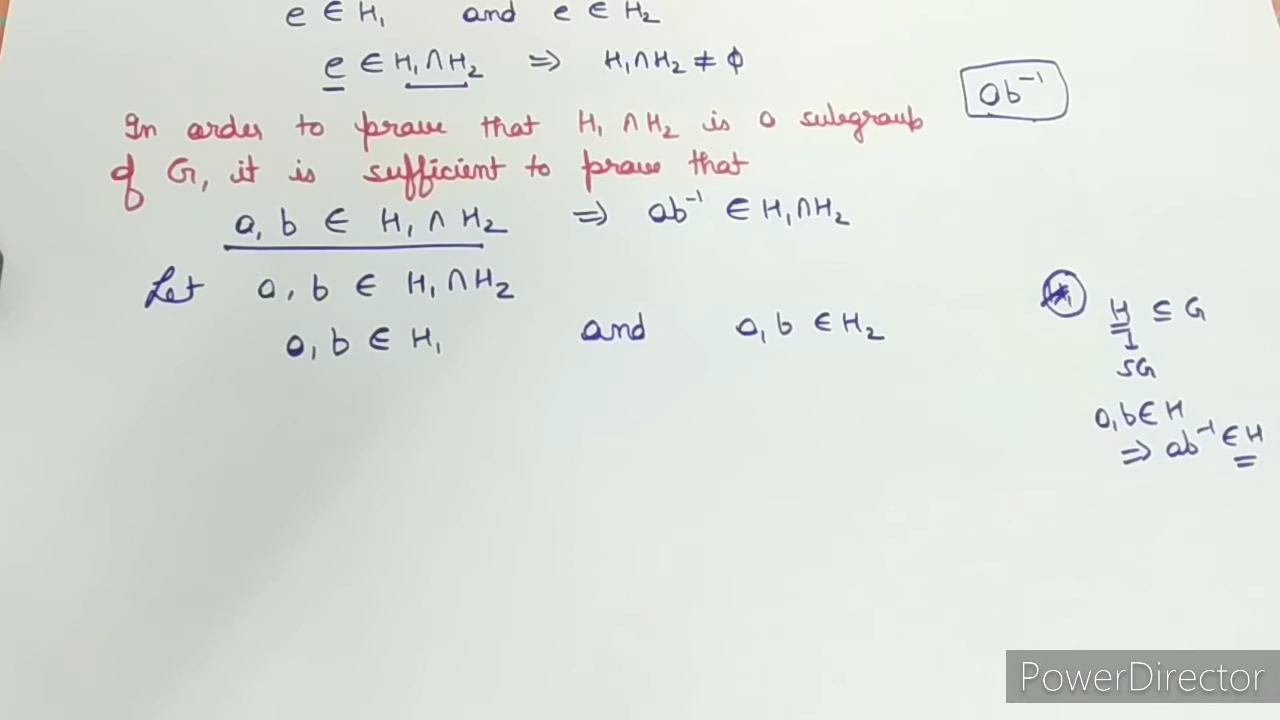 e ∈ H₁ and e ∈ H₂
e ∈ H₁∩H₂ ⇒ H₁∩H₂ ≠ ϕ
ab⁻¹
In order to prove that H₁ ∩ H₂ is a subgroup
of G, it is sufficient to prove that
a, b ∈ H₁ ∩ H₂ ⇒ ab⁻¹ ∈ H₁∩H₂
Let a, b ∈ H₁∩H₂
a, b ∈ H₁ and a, b ∈ H₂
H ⊆ G
SG
a, b ∈ H
⇒ ab⁻¹ ∈ H
PowerDirector